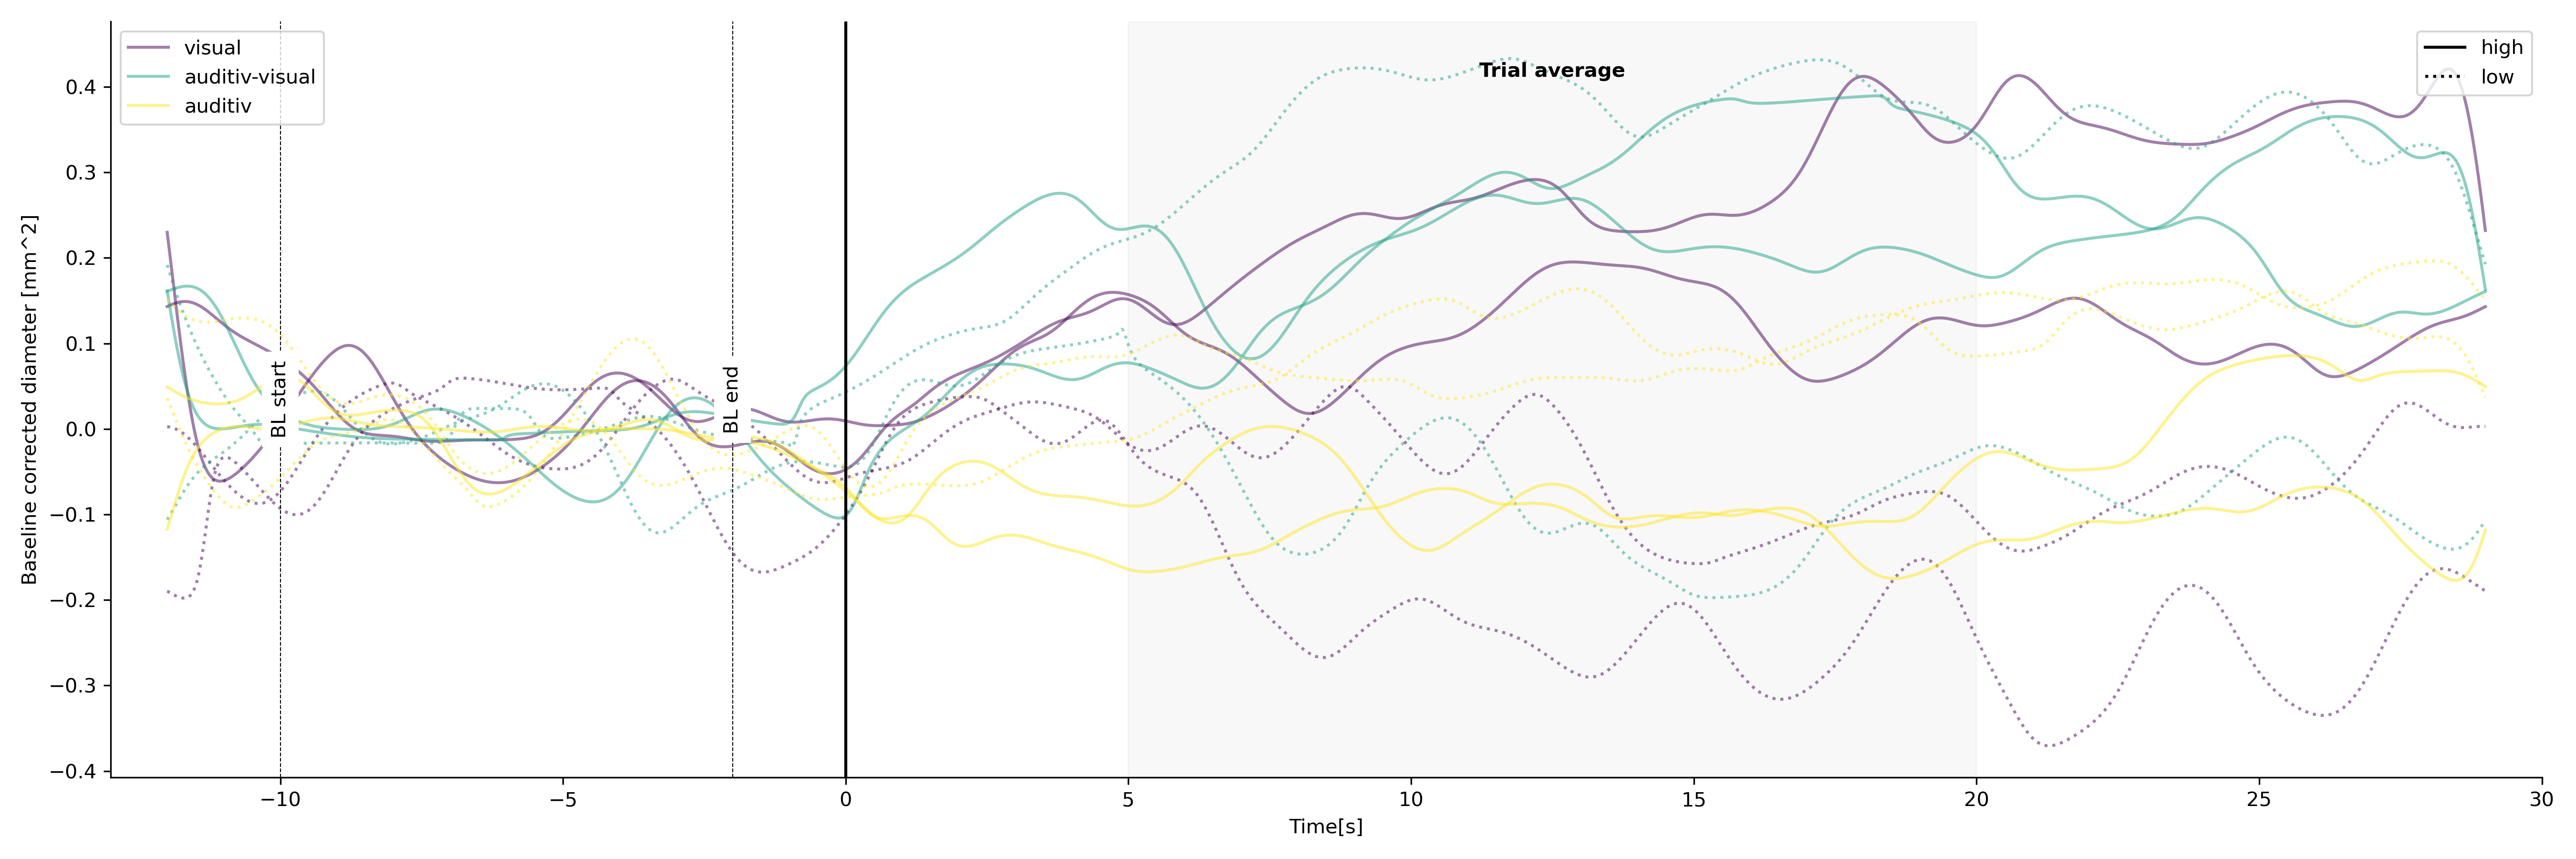 visual
auditiv-visual
auditiv
high
low
Trial average
BL start
BL end
Baseline corrected diameter [mm^2]
0.4
0.3
0.2
0.1
0.0
−0.1
−0.2
−0.3
−0.4
−10
−5
0
5
10
15
20
25
30
Time[s]